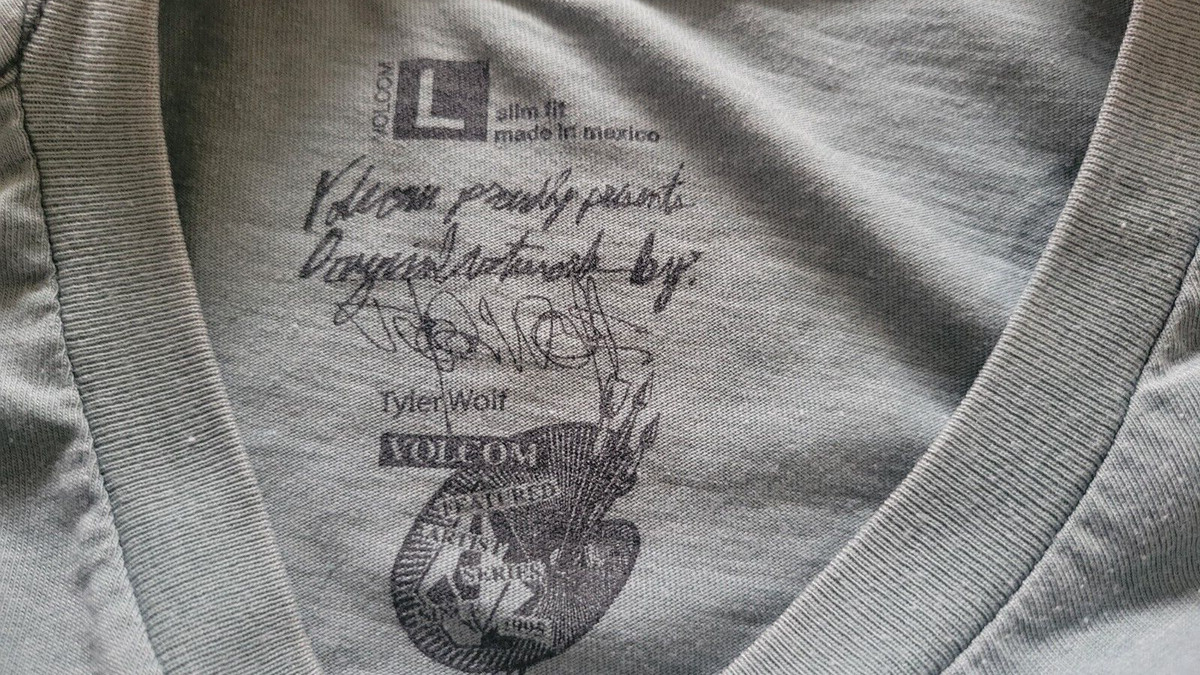 VOLCOM
L
slim fit
made in mexico
Volcom proudly presents
Original artwork by:
Tyler Wolf
VOLCOM
FEATURED
ARTIST
SERIES
1995